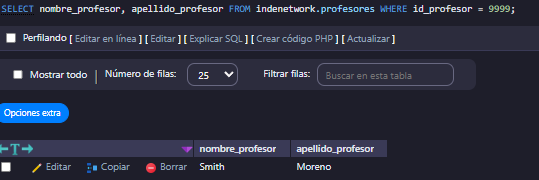 SELECT nombre_profesor, apellido_profesor FROM indenetwork.profesores WHERE id_profesor = 9999;
Perfilando [ Editar en línea ] [ Editar ] [ Explicar SQL ] [ Crear código PHP ] [ Actualizar ]
Mostrar todo | Número de filas: 25 Filtrar filas: Buscar en esta tabla
Opciones extra
←T→ nombre_profesor apellido_profesor
Editar Copiar Borrar Smith Moreno